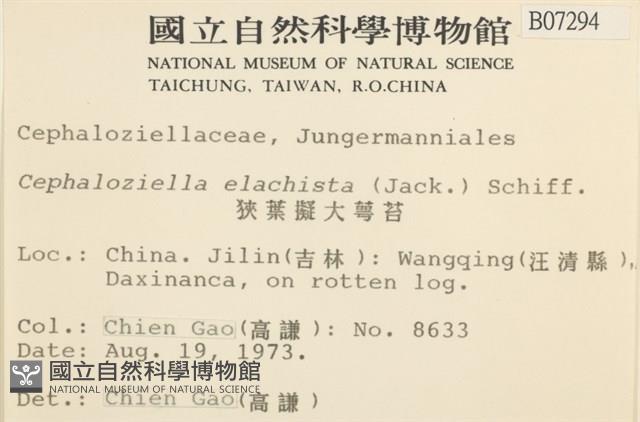 國立自然科學博物館
B07294
NATIONAL MUSEUM OF NATURAL SCIENCE
TAICHUNG, TAIWAN, R.O.CHINA
Cephaloziellaceae, Jungermanniales
Cephaloziella elachista (Jack.) Schiff.
狹葉擬大萼苔
Loc.: China. Jilin(吉林): Wangqing(汪清縣),
Daxinanca, on rotten log.
Col.: Chien Gao(高謙): No. 8633
Date: Aug. 19, 1973.
國立自然科學博物館
NATIONAL MUSEUM OF NATURAL SCIENCE
Det.: Chien Gao(高謙)